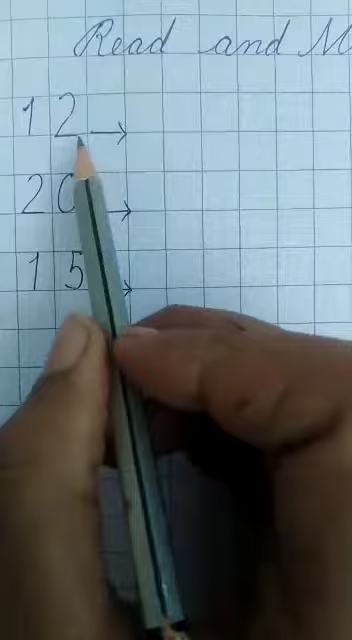 Read and M
12 →
20 →
15 →